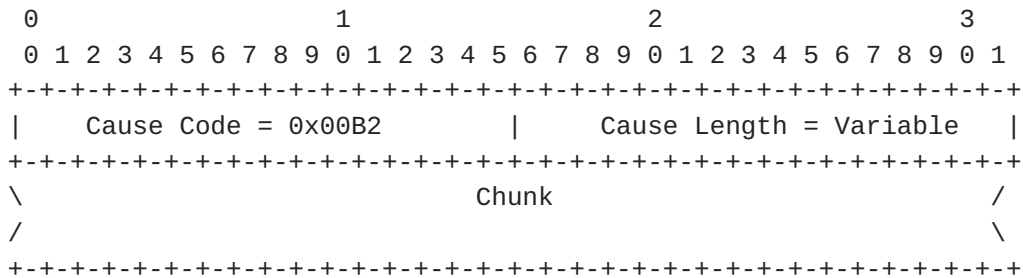 0                   1                   2                   3
 0 1 2 3 4 5 6 7 8 9 0 1 2 3 4 5 6 7 8 9 0 1 2 3 4 5 6 7 8 9 0 1
+-+-+-+-+-+-+-+-+-+-+-+-+-+-+-+-+-+-+-+-+-+-+-+-+-+-+-+-+-+-+-+-+
|    Cause Code = 0x00B2        |     Cause Length = Variable   |
+-+-+-+-+-+-+-+-+-+-+-+-+-+-+-+-+-+-+-+-+-+-+-+-+-+-+-+-+-+-+-+-+
\                             Chunk                            /
/                                                              \
+-+-+-+-+-+-+-+-+-+-+-+-+-+-+-+-+-+-+-+-+-+-+-+-+-+-+-+-+-+-+-+-+